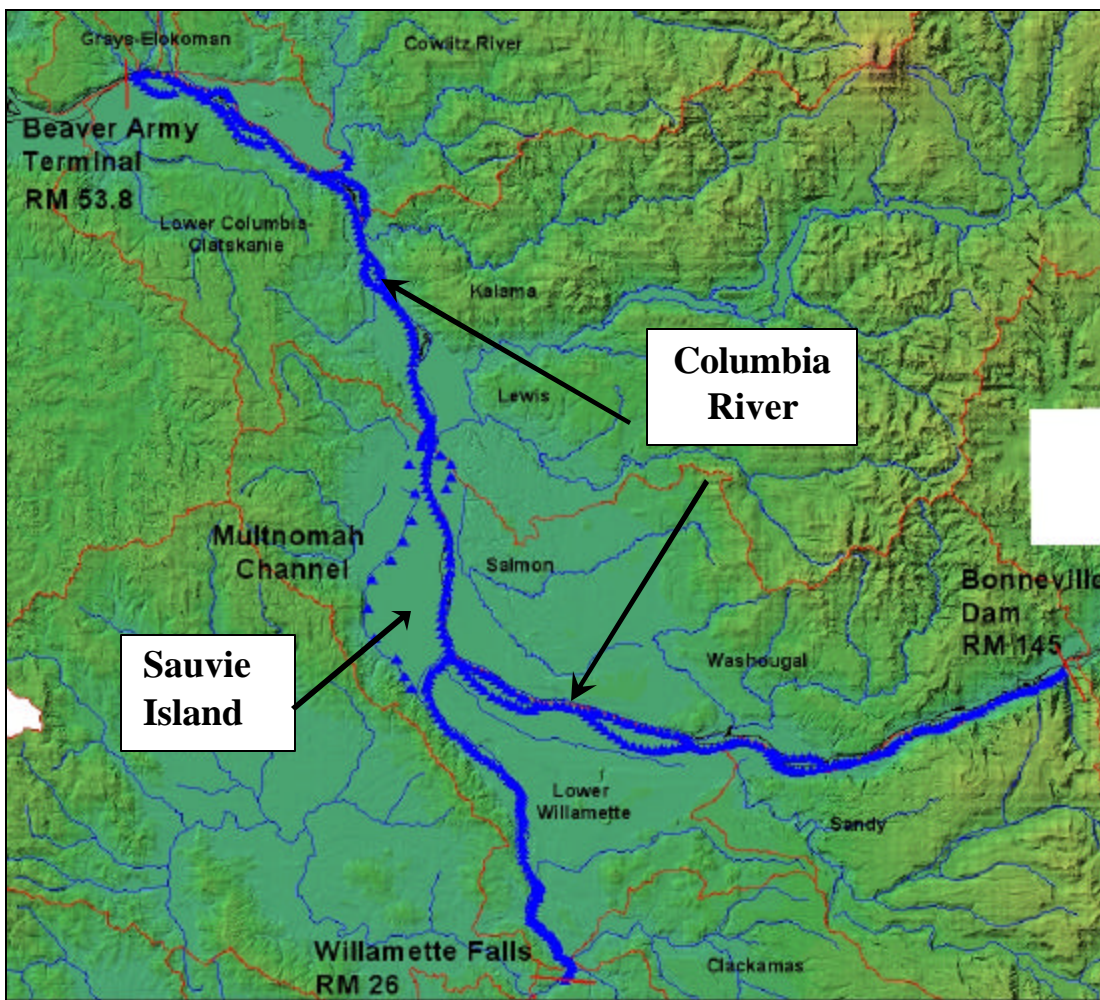 Grays-Elokoman
Cowlitz River
Beaver Army
Terminal
RM 53.8
Lower Columbia-
Clatskanie
Kalama
Columbia
River
Lewis
Multnomah
Channel
Salmon
Bonneville
Dam
RM 145
Sauvie
Island
Washougal
Lower
Willamette
Sandy
Willamette Falls
RM 26
Clackamas